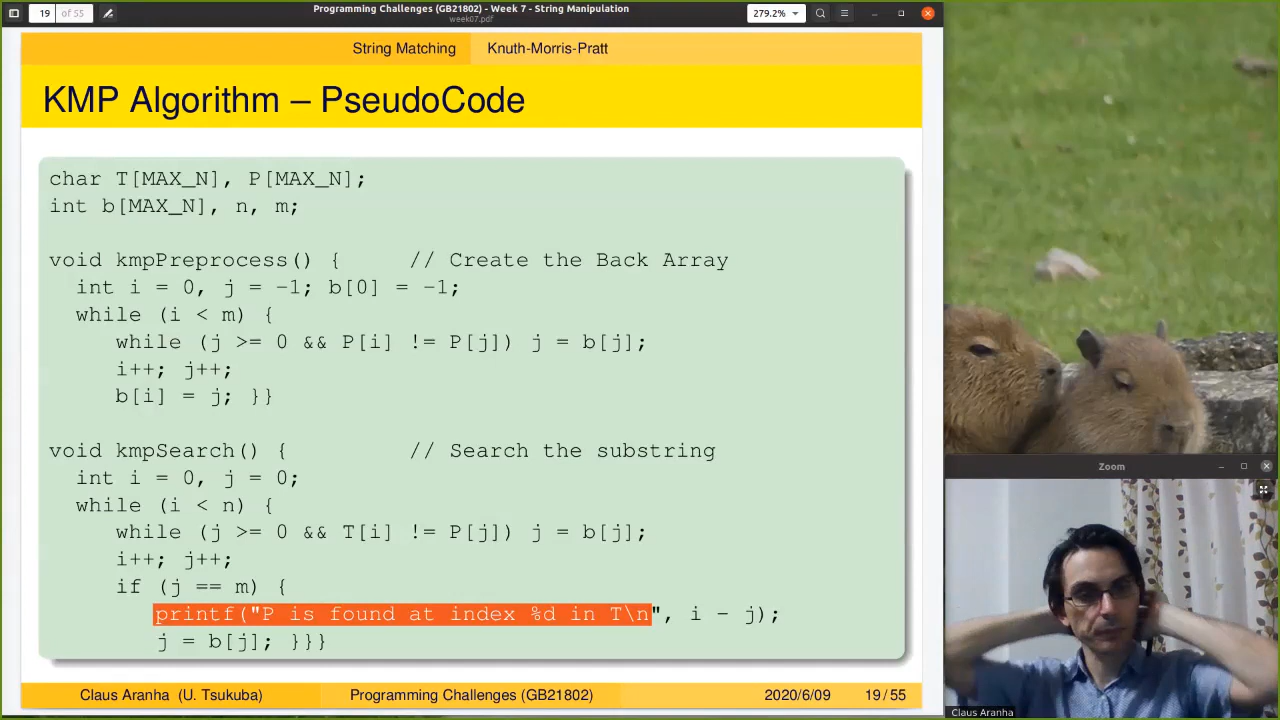 19 of 55
Programming Challenges (GB21802) - Week 7 - String Manipulation
week07.pdf
279.2%
String Matching Knuth-Morris-Pratt
KMP Algorithm – PseudoCode
char T[MAX_N], P[MAX_N];
int b[MAX_N], n, m;
void kmpPreprocess() { // Create the Back Array
int i = 0, j = -1; b[0] = -1;
while (i < m) {
while (j >= 0 && P[i] != P[j]) j = b[j];
i++; j++;
b[i] = j; }}
void kmpSearch() { // Search the substring
int i = 0, j = 0;
while (i < n) {
while (j >= 0 && T[i] != P[j]) j = b[j];
i++; j++;
if (j == m) {
printf("P is found at index %d in T\n", i - j);
j = b[j]; }}}
Claus Aranha (U. Tsukuba) Programming Challenges (GB21802) 2020/6/09 19 / 55
Zoom
Claus Aranha